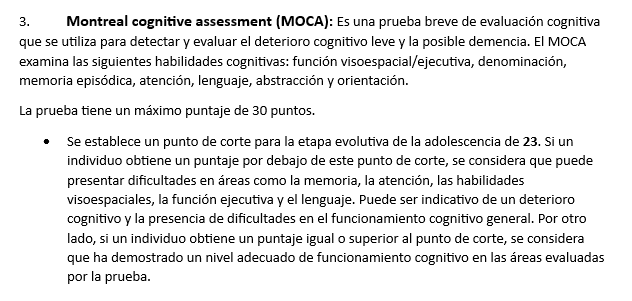 3. Montreal cognitive assessment (MOCA): Es una prueba breve de evaluación cognitiva
que se utiliza para detectar y evaluar el deterioro cognitivo leve y la posible demencia. El MOCA
examina las siguientes habilidades cognitivas: función visoespacial/ejecutiva, denominación,
memoria episódica, atención, lenguaje, abstracción y orientación.
La prueba tiene un máximo puntaje de 30 puntos.
• Se establece un punto de corte para la etapa evolutiva de la adolescencia de 23. Si un
individuo obtiene un puntaje por debajo de este punto de corte, se considera que puede
presentar dificultades en áreas como la memoria, la atención, las habilidades
visoespaciales, la función ejecutiva y el lenguaje. Puede ser indicativo de un deterioro
cognitivo y la presencia de dificultades en el funcionamiento cognitivo general. Por otro
lado, si un individuo obtiene un puntaje igual o superior al punto de corte, se considera
que ha demostrado un nivel adecuado de funcionamiento cognitivo en las áreas evaluadas
por la prueba.